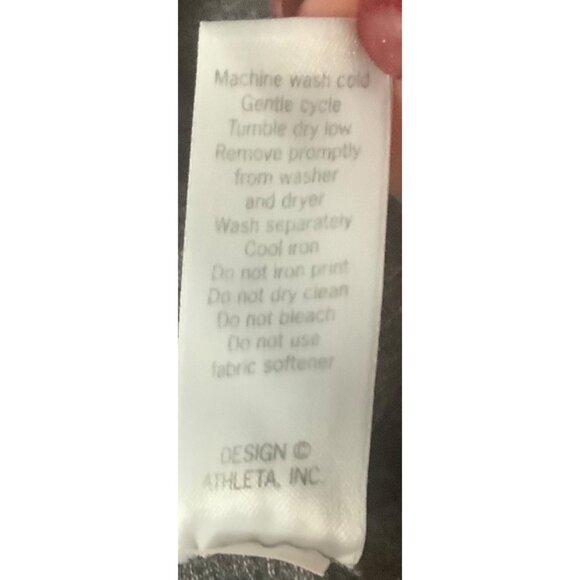 Machine wash cold
Gentle cycle
Tumble dry low
Remove promptly
from washer
and dryer
Wash separately
Cool iron
Do not iron print
Do not dry clean
Do not bleach
Do not use
fabric softener
DESIGN ©
ATHLETA, INC.